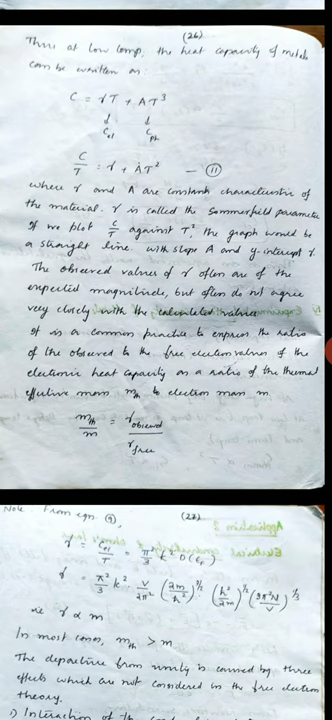 (26)
Thus at low temp, the heat capacity of metals
can be written as
C = γT + AT³
↓ ↓
Cel Cph
C/T = γ + AT² — (11)
where γ and A are constants characteristic of
the material. γ is called the Sommerfield parameter
If we plot C/T against T², the graph would be
a straight line with slope A and y-intercept γ.
The observed values of γ often are of the
expected magnitude, but often do not agree
very closely with the calculated values
It is a common practice to express the ratio
of the observed to the free electron values of the
electronic heat capacity as a ratio of the thermal
effective mass mth to electron mass m.
mth/m = γobserved/γfree
(27)
Note From eqn (9),
γ = Cel/T = π²/3 k² D(εF)
γ = π²/3 k² · V/2π² (2m/ħ²)^3/2 (ħ²/2m)^1/2 (3π²N/V)^1/3
ie γ ∝ m
In most cases, mth > m
The departure from unity is caused by three
effects which are not considered in the free electron
theory.
1) Interaction of the